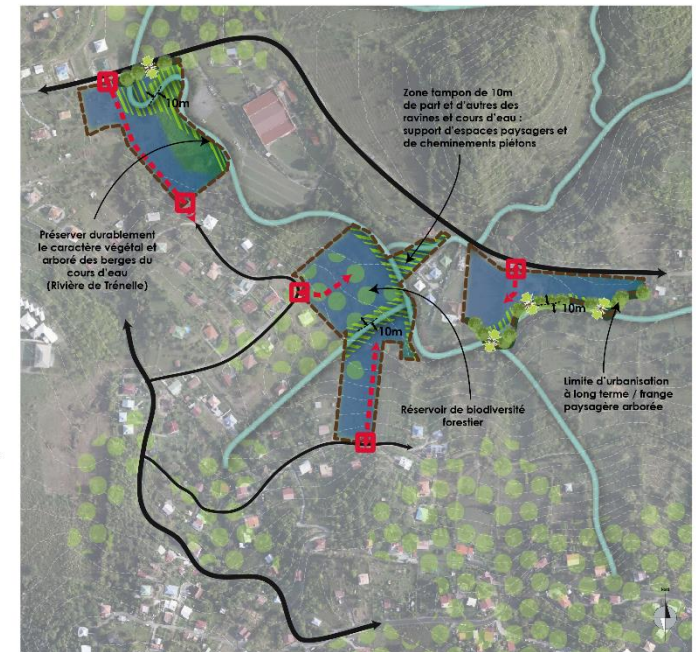 10m
Zone tampon de 10m
de part et d'autres des
ravines et cours d'eau :
support d'espaces paysagers et
de cheminements piétons
Préserver durablement
le caractère végétal et
arboré des berges du
cours d'eau
(Rivière de Trénelle)
10m
10m
Limite d'urbanisation
à long terme / frange
paysagère arborée
Réservoir de biodiversité
forestier